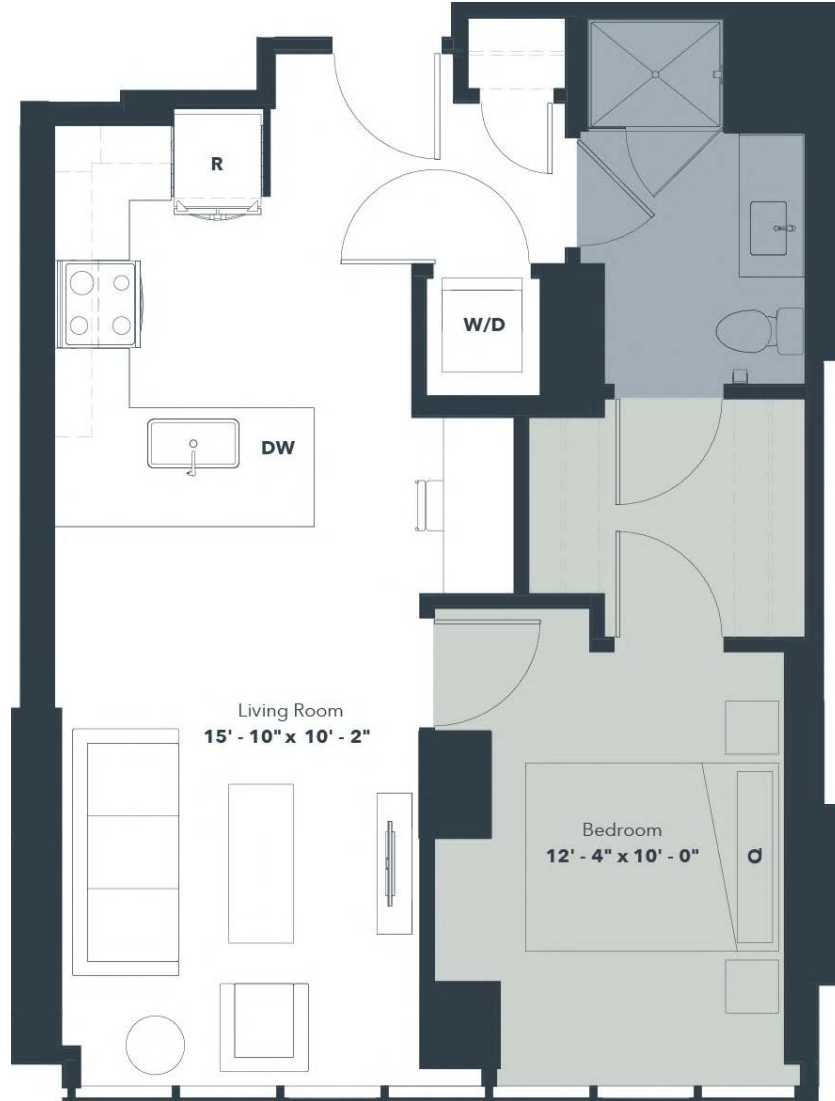 R
W/D
DW
Living Room
15' - 10" x 10' - 2"
Bedroom
12' - 4" x 10' - 0"
Q